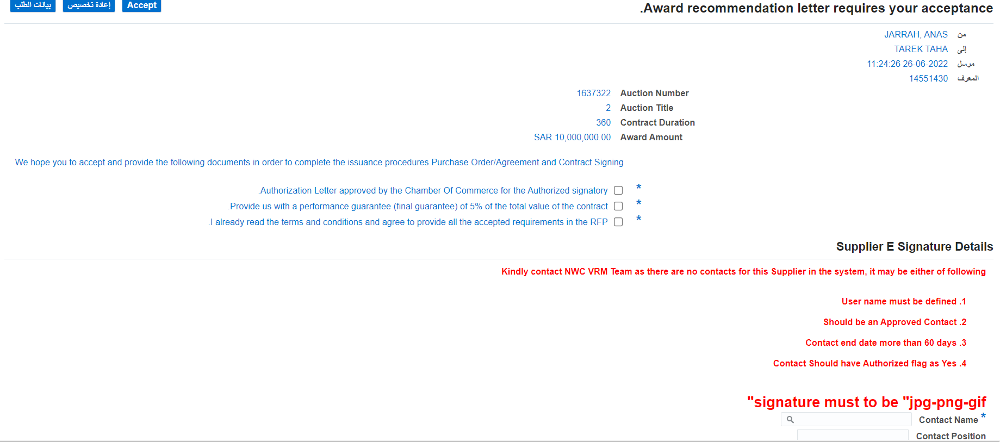 Accept إعادة تخصيص بيانات الطلب
Award recommendation letter requires your acceptance.
من JARRAH, ANAS
إلى TAREK TAHA
مرسل 26-06-2022 11:24:26
المعرف 14551430
Auction Number 1637322
Auction Title 2
Contract Duration 360
Award Amount SAR 10,000,000.00
We hope you to accept and provide the following documents in order to complete the issuance procedures Purchase Order/Agreement and Contract Signing
* Authorization Letter approved by the Chamber Of Commerce for the Authorized signatory.
* Provide us with a performance guarantee (final guarantee) of 5% of the total value of the contract.
* I already read the terms and conditions and agree to provide all the accepted requirements in the RFP.
Supplier E Signature Details
Kindly contact NWC VRM Team as there are no contacts for this Supplier in the system, it may be either of following
1. User name must be defined
2. Should be an Approved Contact
3. Contact end date more than 60 days
4. Contact Should have Authorized flag as Yes
signature must to be "jpg-png-gif"
* Contact Name
Contact Position